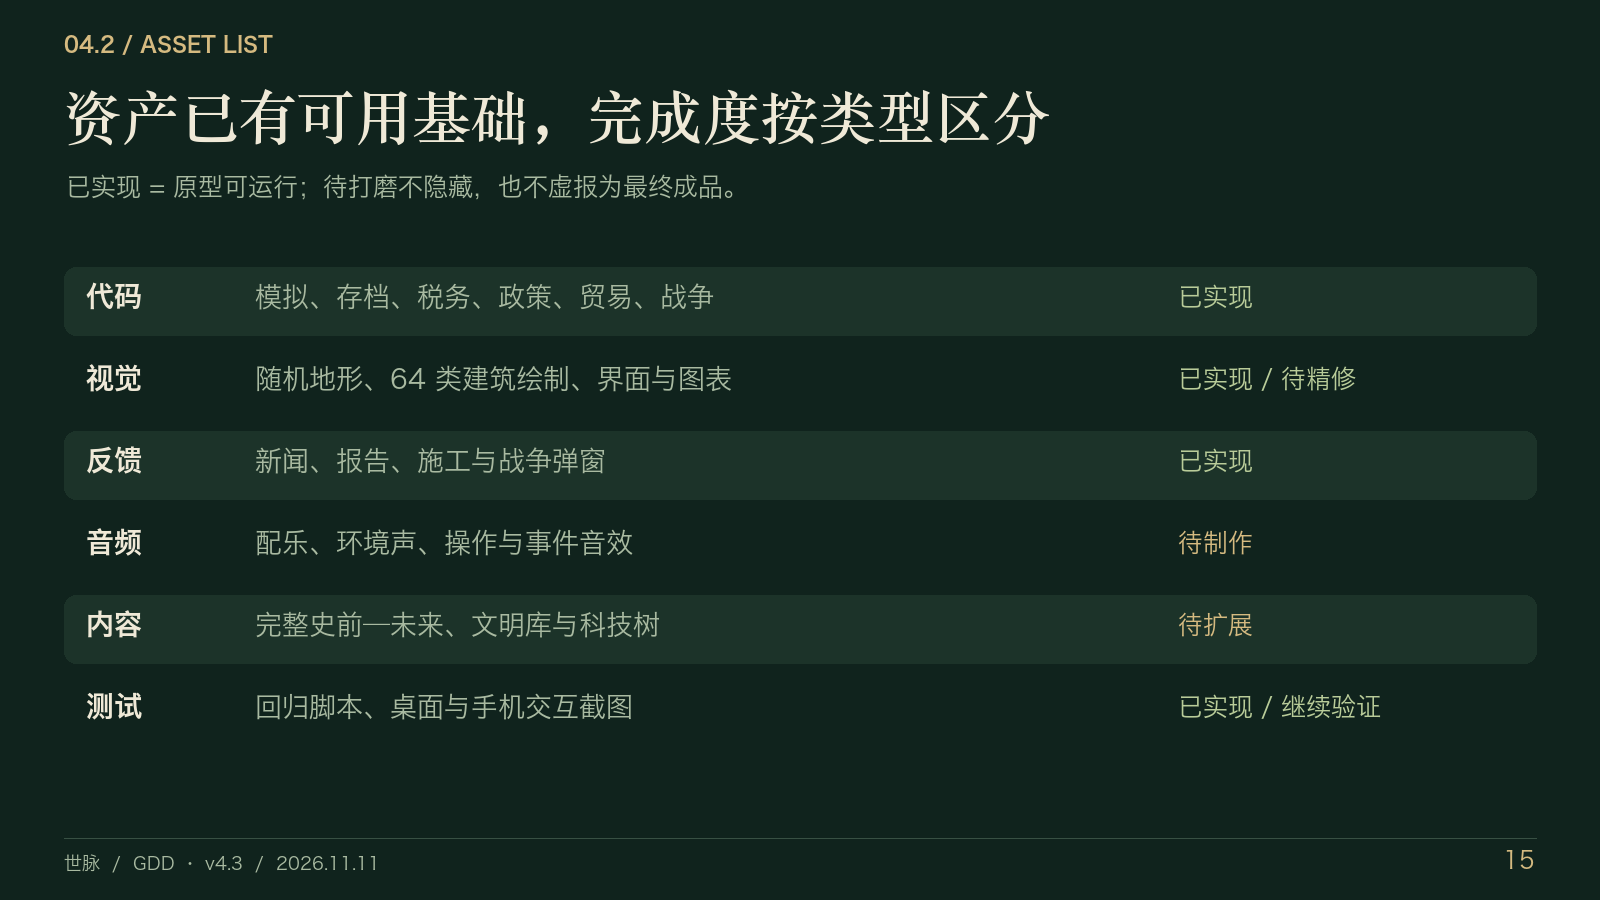 04.2 / ASSET LIST
资产已有可用基础，完成度按类型区分
已实现 = 原型可运行；待打磨不隐藏，也不虚报为最终成品。
代码 模拟、存档、税务、政策、贸易、战争 已实现
视觉 随机地形、64 类建筑绘制、界面与图表 已实现 / 待精修
反馈 新闻、报告、施工与战争弹窗 已实现
音频 配乐、环境声、操作与事件音效 待制作
内容 完整史前—未来、文明库与科技树 待扩展
测试 回归脚本、桌面与手机交互截图 已实现 / 继续验证
世脉 / GDD · v4.3 / 2026.11.11
15